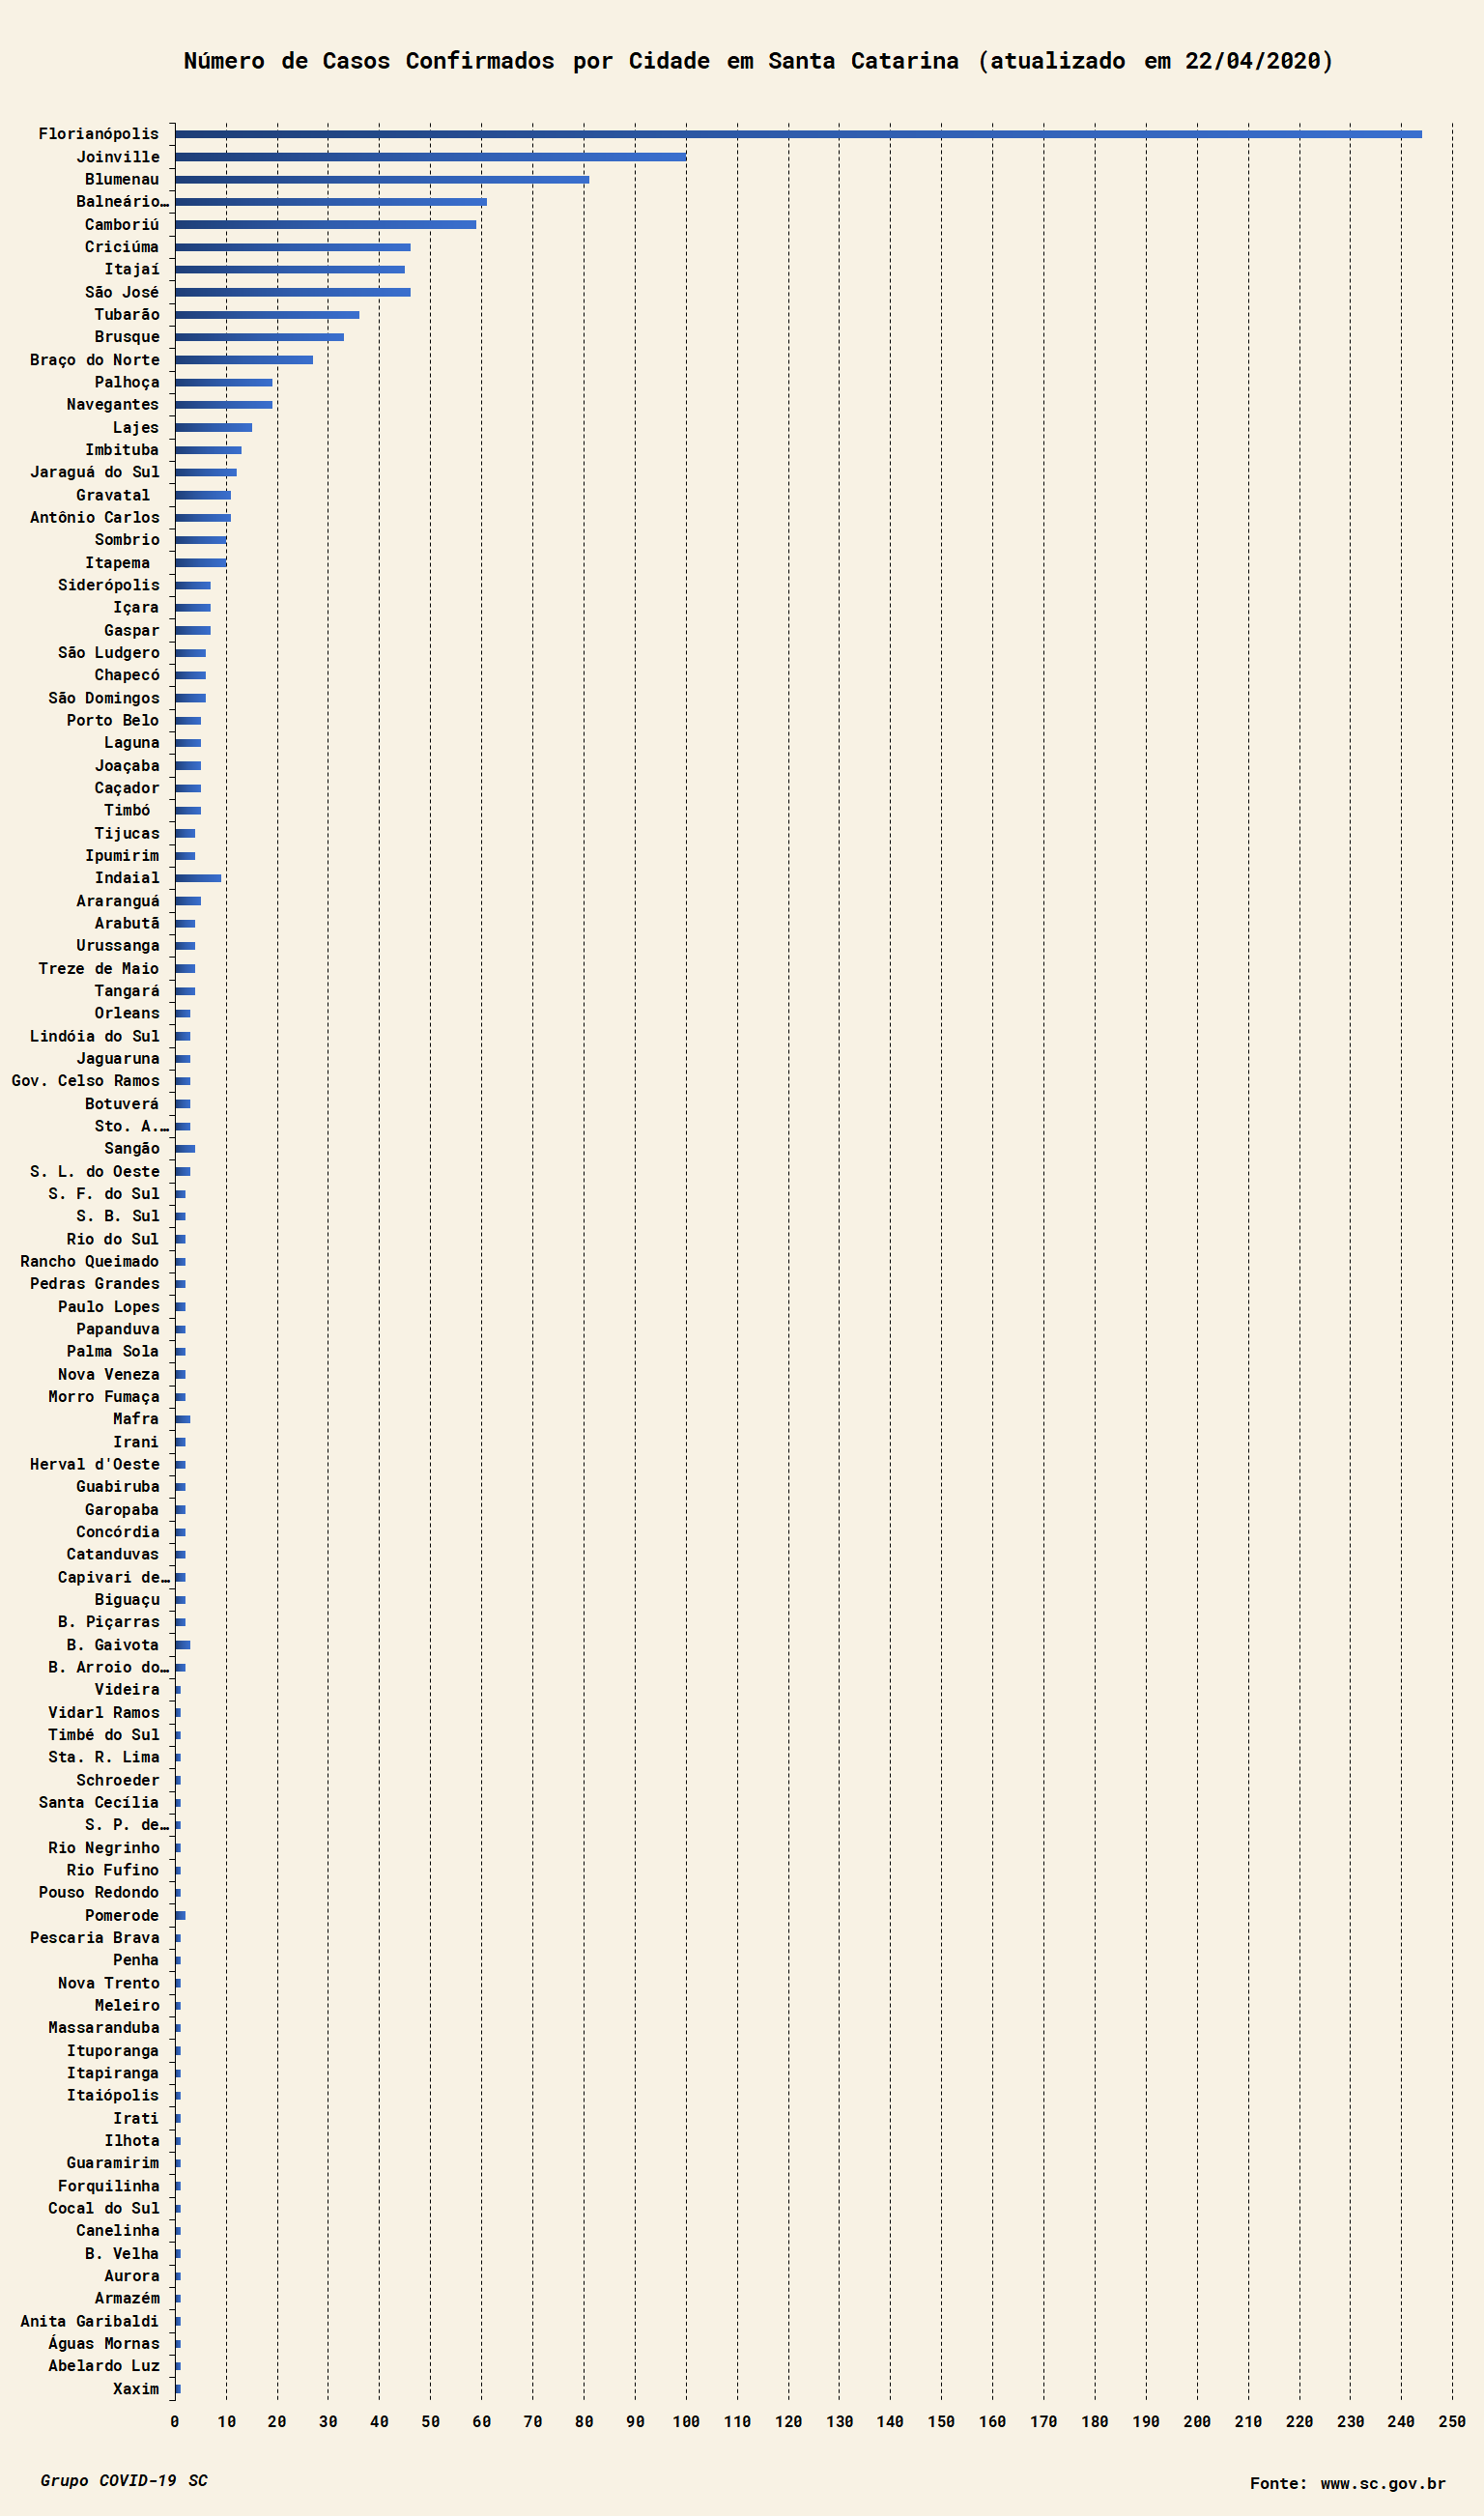 Número de Casos Confirmados por Cidade em Santa Catarina (atualizado em 22/04/2020)
Florianópolis
Joinville
Blumenau
Balneário…
Camboriú
Criciúma
Itajaí
São José
Tubarão
Brusque
Braço do Norte
Palhoça
Navegantes
Lajes
Imbituba
Jaraguá do Sul
Gravatal
Antônio Carlos
Sombrio
Itapema
Siderópolis
Içara
Gaspar
São Ludgero
Chapecó
São Domingos
Porto Belo
Laguna
Joaçaba
Caçador
Timbó
Tijucas
Ipumirim
Indaial
Araranguá
Arabutã
Urussanga
Treze de Maio
Tangará
Orleans
Lindóia do Sul
Jaguaruna
Gov. Celso Ramos
Botuverá
Sto. A.…
Sangão
S. L. do Oeste
S. F. do Sul
S. B. Sul
Rio do Sul
Rancho Queimado
Pedras Grandes
Paulo Lopes
Papanduva
Palma Sola
Nova Veneza
Morro Fumaça
Mafra
Irani
Herval d'Oeste
Guabiruba
Garopaba
Concórdia
Catanduvas
Capivari de…
Biguaçu
B. Piçarras
B. Gaivota
B. Arroio do…
Videira
Vidarl Ramos
Timbé do Sul
Sta. R. Lima
Schroeder
Santa Cecília
S. P. de…
Rio Negrinho
Rio Fufino
Pouso Redondo
Pomerode
Pescaria Brava
Penha
Nova Trento
Meleiro
Massaranduba
Ituporanga
Itapiranga
Itaiópolis
Irati
Ilhota
Guaramirim
Forquilinha
Cocal do Sul
Canelinha
B. Velha
Aurora
Armazém
Anita Garibaldi
Águas Mornas
Abelardo Luz
Xaxim
0 10 20 30 40 50 60 70 80 90 100 110 120 130 140 150 160 170 180 190 200 210 220 230 240 250
Grupo COVID-19 SC
Fonte: www.sc.gov.br